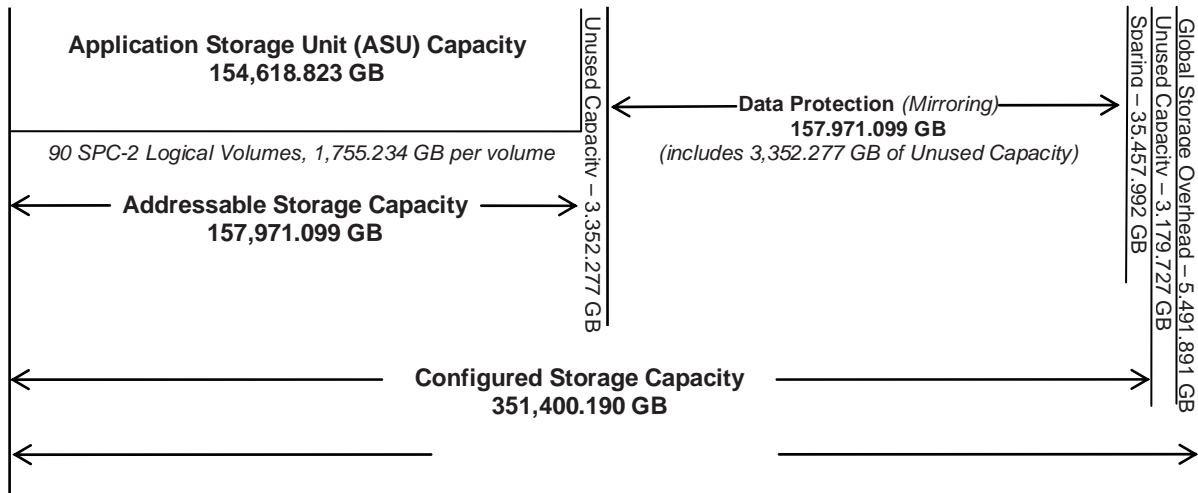 Application Storage Unit (ASU) Capacity
154,618.823 GB
90 SPC-2 Logical Volumes, 1,755.234 GB per volume
Addressable Storage Capacity
157,971.099 GB
Unused Capacity – 3,352.277 GB
Data Protection (Mirroring)
157.971.099 GB
(includes 3,352.277 GB of Unused Capacity)
Sparing – 35,457.992 GB
Unused Capacity – 3,179.727 GB
Global Storage Overhead – 5,491.891 GB
Configured Storage Capacity
351,400.190 GB